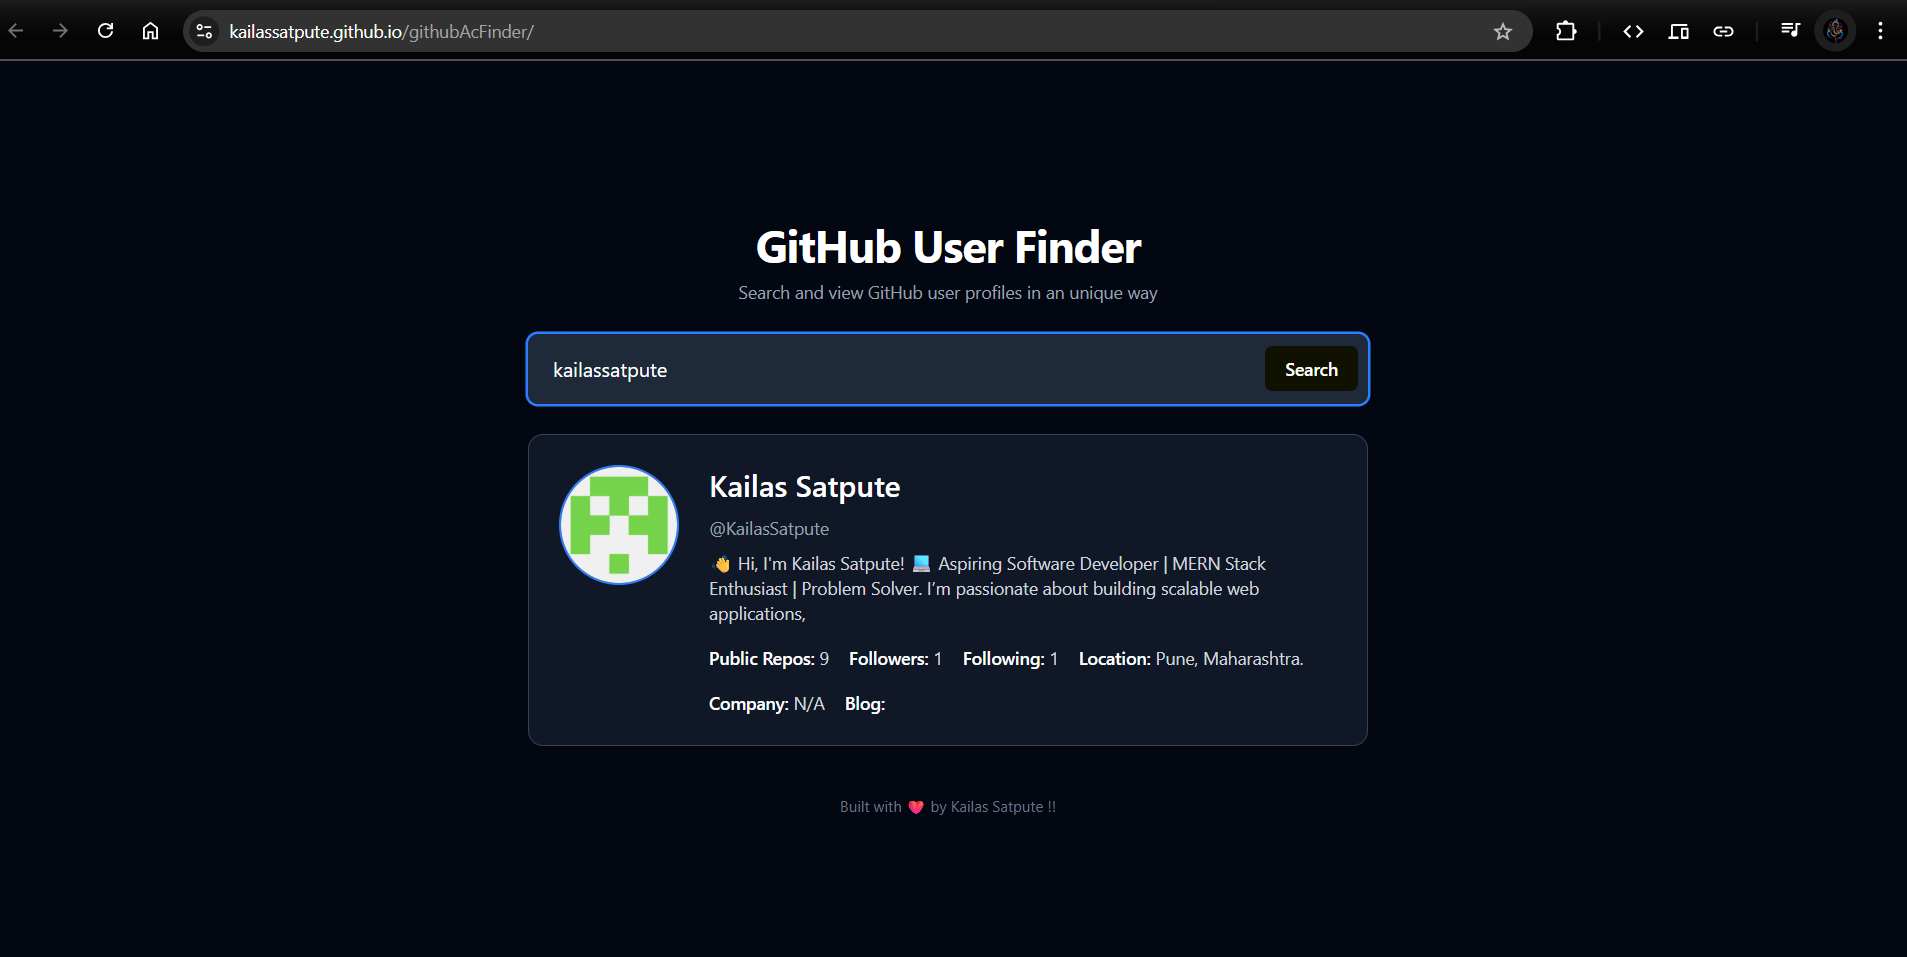 kailassatpute.github.io/githubAcFinder/
GitHub User Finder
Search and view GitHub user profiles in an unique way
kailassatpute
Search
Kailas Satpute
@KailasSatpute
👋 Hi, I'm Kailas Satpute! 💻 Aspiring Software Developer | MERN Stack
Enthusiast | Problem Solver. I’m passionate about building scalable web
applications,
Public Repos: 9 Followers: 1 Following: 1 Location: Pune, Maharashtra.
Company: N/A Blog:
Built with ❤️ by Kailas Satpute !!